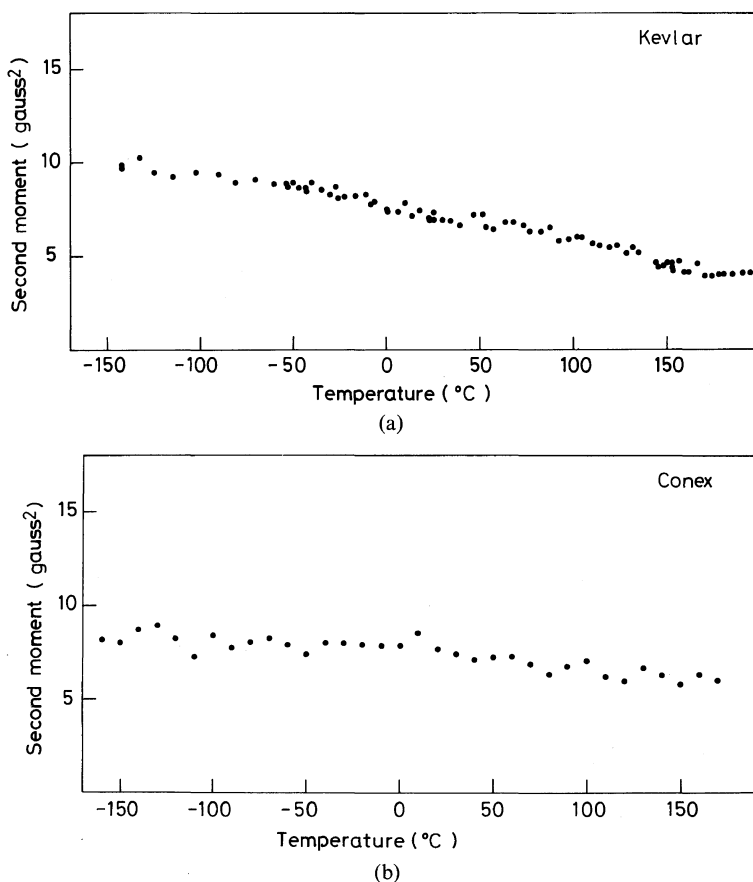 Kevlar
15
10
5
Second moment ( gauss²)
-150 -100 -50 0 50 100 150
Temperature ( °C )
(a)
Conex
15
10
5
Second moment ( gauss²)
-150 -100 -50 0 50 100 150
Temperature ( °C )
(b)